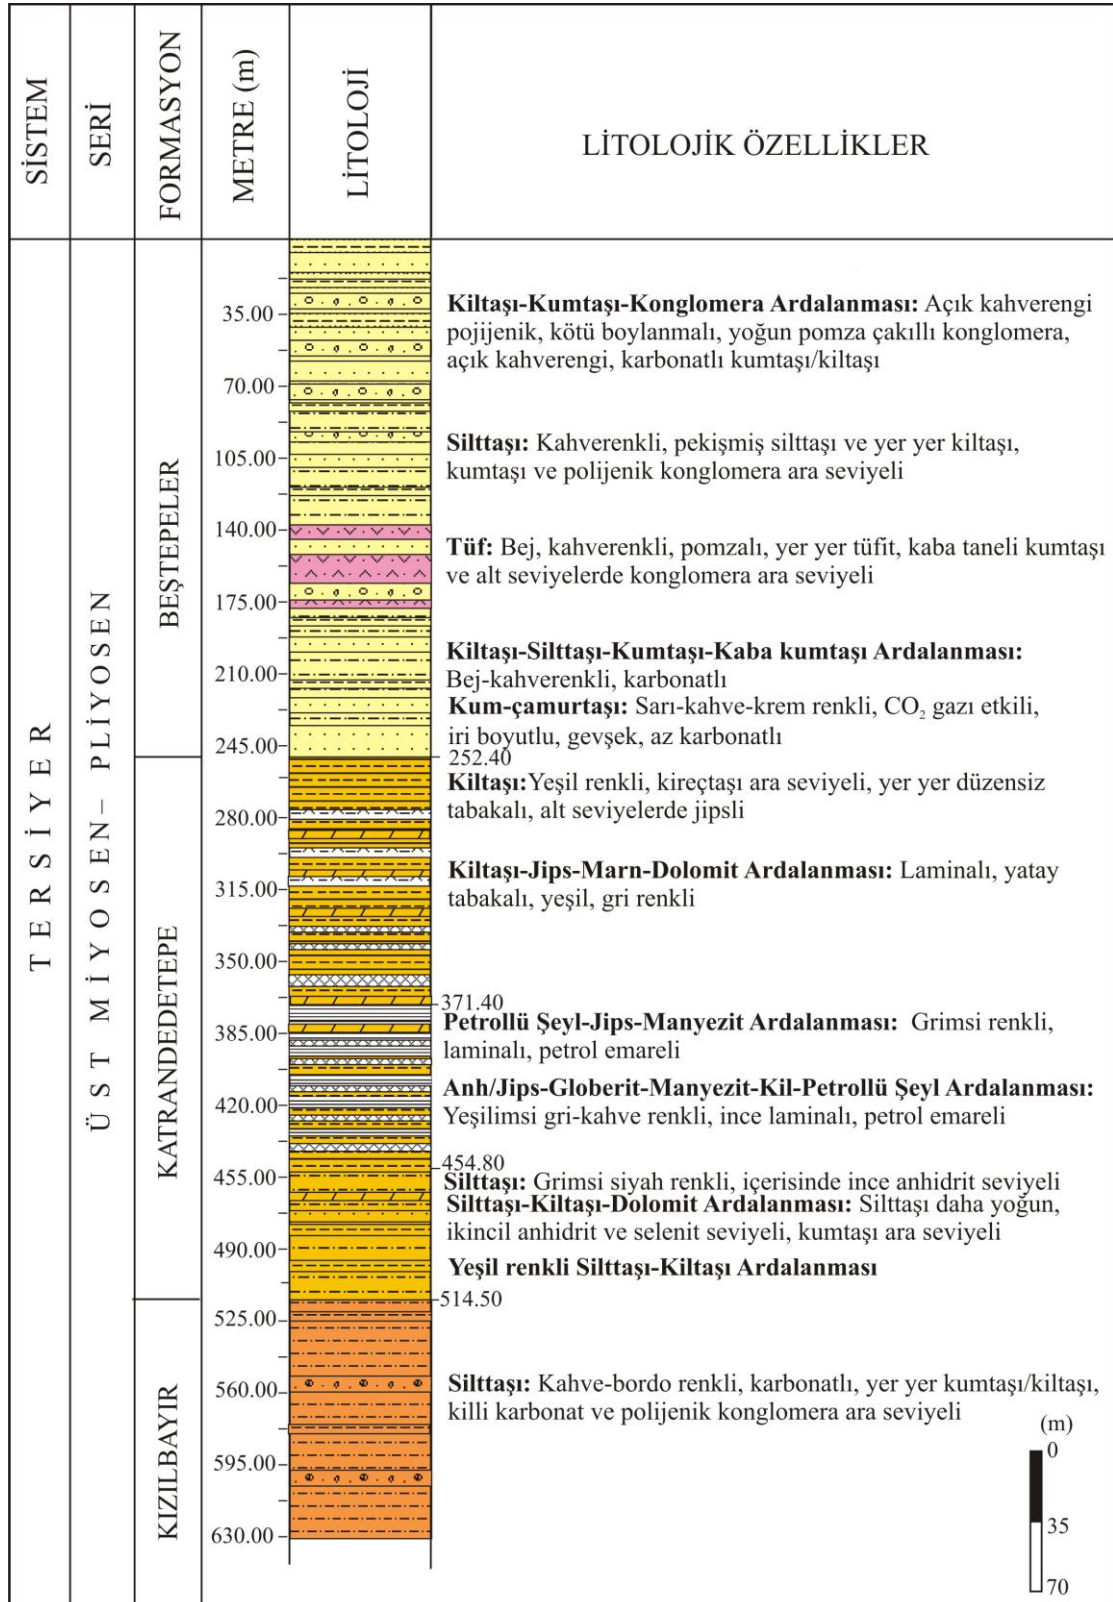 SİSTEM
SERİ
FORMASYON
METRE (m)
LİTOLOJİ
LİTOLOJİK ÖZELLİKLER
TERSİYER
ÜST MİYOSEN– PLİYOSEN
BEŞTEPELER
KATRANDEDETEPE
KIZILBAYIR
35.00
70.00
105.00
140.00
175.00
210.00
245.00
280.00
315.00
350.00
385.00
420.00
455.00
490.00
525.00
560.00
595.00
630.00
Kiltaşı-Kumtaşı-Konglomera Ardalanması: Açık kahverengi
pojijenik, kötü boylanmalı, yoğun pomza çakıllı konglomera,
açık kahverengi, karbonatlı kumtaşı/kiltaşı
Silttaşı: Kahverenkli, pekişmiş silttaşı ve yer yer kiltaşı,
kumtaşı ve polijenik konglomera ara seviyeli
Tüf: Bej, kahverenkli, pomzalı, yer yer tüfit, kaba taneli kumtaşı
ve alt seviyelerde konglomera ara seviyeli
Kiltaşı-Silttaşı-Kumtaşı-Kaba kumtaşı Ardalanması:
Bej-kahverenkli, karbonatlı
Kum-çamurtaşı: Sarı-kahve-krem renkli, CO₂ gazı etkili,
iri boyutlu, gevşek, az karbonatlı
252.40
Kiltaşı:Yeşil renkli, kireçtaşı ara seviyeli, yer yer düzensiz
tabakalı, alt seviyelerde jipsli
Kiltaşı-Jips-Marn-Dolomit Ardalanması: Laminalı, yatay
tabakalı, yeşil, gri renkli
371.40
Petrollü Şeyl-Jips-Manyezit Ardalanması: Grimsi renkli,
laminalı, petrol emareli
Anh/Jips-Globerit-Manyezit-Kil-Petrollü Şeyl Ardalanması:
Yeşilimsi gri-kahve renkli, ince laminalı, petrol emareli
454.80
Silttaşı: Grimsi siyah renkli, içerisinde ince anhidrit seviyeli
Silttaşı-Kiltaşı-Dolomit Ardalanması: Silttaşı daha yoğun,
ikincil anhidrit ve selenit seviyeli, kumtaşı ara seviyeli
Yeşil renkli Silttaşı-Kiltaşı Ardalanması
514.50
Silttaşı: Kahve-bordo renkli, karbonatlı, yer yer kumtaşı/kiltaşı,
killi karbonat ve polijenik konglomera ara seviyeli
(m)
0
35
70